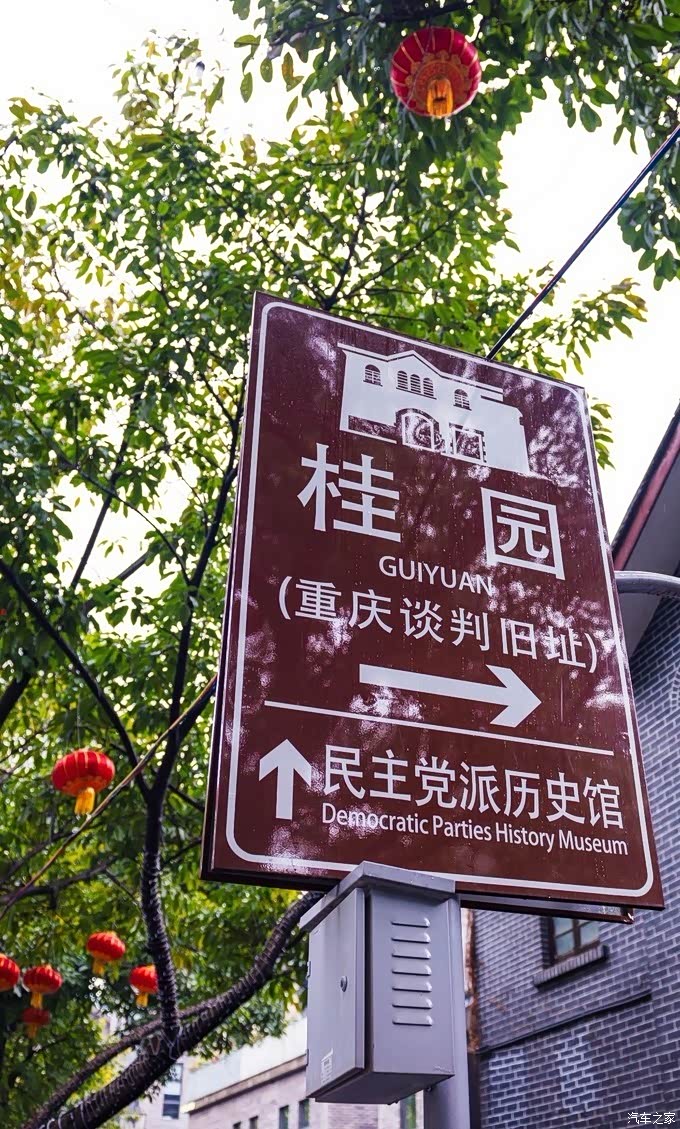 桂园
GUIYUAN
(重庆谈判旧址)
民主党派历史馆
Democratic Parties History Museum
汽车之家